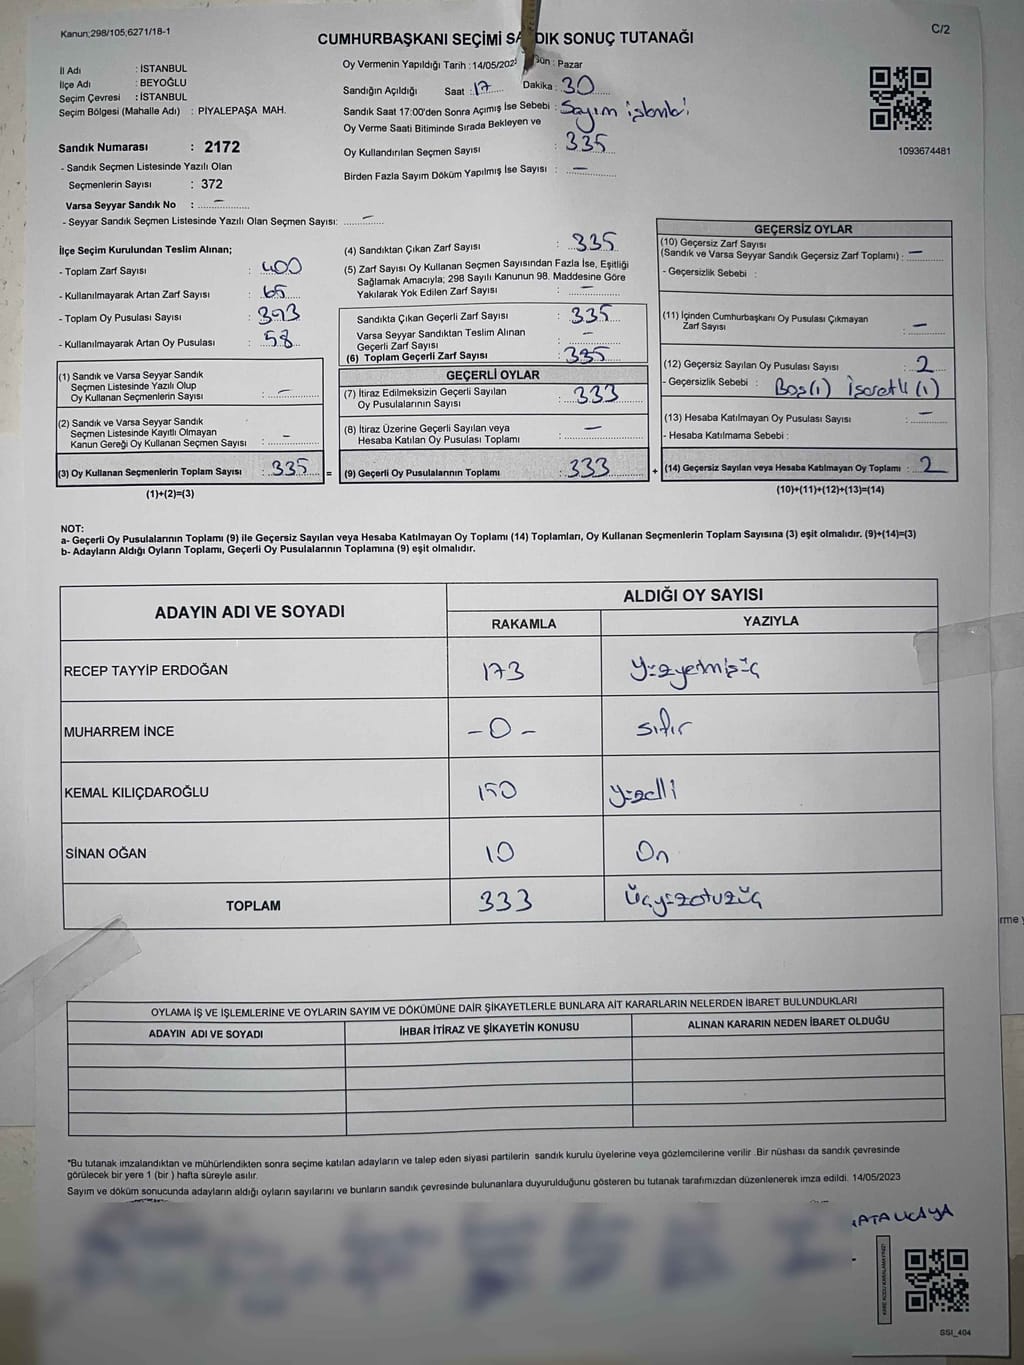 Kanun;298/105,6271/18-1
C/2
CUMHURBAŞKANI SEÇİMİ SA DIK SONUÇ TUTANAĞI
İl Adı : İSTANBUL
İlçe Adı : BEYOĞLU
Seçim Çevresi : İSTANBUL
Seçim Bölgesi (Mahalle Adı) : PİYALEPAŞA MAH.
Oy Vermenin Yapıldığı Tarih : 14/05/202 Gün : Pazar
Sandığın Açıldığı Saat : 17 Dakika : 30
Sandık Saat 17:00'den Sonra Açımış İse Sebebi : Sayım işlemleri
Oy Verme Saati Bitiminde Sırada Bekleyen ve
Oy Kullandırılan Seçmen Sayısı : 335
Birden Fazla Sayım Döküm Yapılmış İse Sayısı : —
1093674481
Sandık Numarası : 2172
- Sandık Seçmen Listesinde Yazılı Olan
Seçmenlerin Sayısı : 372
Varsa Seyyar Sandık No : —
- Seyyar Sandık Seçmen Listesinde Yazılı Olan Seçmen Sayısı: —
İlçe Seçim Kurulundan Teslim Alınan;
- Toplam Zarf Sayısı : 400
- Kullanılmayarak Artan Zarf Sayısı : 65
- Toplam Oy Pusulası Sayısı : 393
- Kullanılmayarak Artan Oy Pusulası : 58
(1) Sandık ve Varsa Seyyar Sandık
Seçmen Listesinde Yazılı Olup
Oy Kullanan Seçmenlerin Sayısı : —
(2) Sandık ve Varsa Seyyar Sandık
Seçmen Listesinde Kayıtlı Olmayan
Kanun Gereği Oy Kullanan Seçmen Sayısı : —
(3) Oy Kullanan Seçmenlerin Toplam Sayısı : 335 =
(1)+(2)=(3)
(4) Sandıktan Çıkan Zarf Sayısı : 335
(5) Zarf Sayısı Oy Kullanan Seçmen Sayısından Fazla İse, Eşitliği
Sağlamak Amacıyla; 298 Sayılı Kanunun 98. Maddesine Göre
Yakılarak Yok Edilen Zarf Sayısı : —
Sandıkta Çıkan Geçerli Zarf Sayısı : 335
Varsa Seyyar Sandıktan Teslim Alınan
Geçerli Zarf Sayısı : —
(6) Toplam Geçerli Zarf Sayısı : 335
GEÇERLİ OYLAR
(7) İtiraz Edilmeksizin Geçerli Sayılan
Oy Pusulalarının Sayısı : 333
(8) İtiraz Üzerine Geçerli Sayılan veya
Hesaba Katılan Oy Pusulası Toplamı : —
(9) Geçerli Oy Pusulalarının Toplamı : 333 +
GEÇERSİZ OYLAR
(10) Geçersiz Zarf Sayısı
(Sandık ve Varsa Seyyar Sandık Geçersiz Zarf Toplamı) : —
- Geçersizlik Sebebi :
(11) İçinden Cumhurbaşkanı Oy Pusulası Çıkmayan
Zarf Sayısı : —
(12) Geçersiz Sayılan Oy Pusulası Sayısı : 2
- Geçersizlik Sebebi : Boş(1) İşaretli (1)
(13) Hesaba Katılmayan Oy Pusulası Sayısı : —
- Hesaba Katılmama Sebebi :
(14) Geçersiz Sayılan veya Hesaba Katılmayan Oy Toplamı : 2
(10)+(11)+(12)+(13)=(14)
NOT:
a- Geçerli Oy Pusulalarının Toplamı (9) ile Geçersiz Sayılan veya Hesaba Katılmayan Oy Toplamı (14) Toplamları, Oy Kullanan Seçmenlerin Toplam Sayısına (3) eşit olmalıdır. (9)+(14)=(3)
b- Adayların Aldığı Oyların Toplamı, Geçerli Oy Pusulalarının Toplamına (9) eşit olmalıdır.
ADAYIN ADI VE SOYADI
ALDIĞI OY SAYISI
RAKAMLA YAZIYLA
RECEP TAYYİP ERDOĞAN 173 yüzyetmişüç
MUHARREM İNCE -0- sıfır
KEMAL KILIÇDAROĞLU 150 yüzelli
SİNAN OĞAN 10 On
TOPLAM 333 üçyüzotuzüç
rme y
OYLAMA İŞ VE İŞLEMLERİNE VE OYLARIN SAYIM VE DÖKÜMÜNE DAİR ŞİKAYETLERLE BUNLARA AİT KARARLARIN NELERDEN İBARET BULUNDUKLARI
ADAYIN ADI VE SOYADI İHBAR İTİRAZ VE ŞİKAYETİN KONUSU ALINAN KARARIN NEDEN İBARET OLDUĞU
*Bu tutanak imzalandıktan ve mühürlendikten sonra seçime katılan adayların ve talep eden siyasi partilerin sandık kurulu üyelerine veya gözlemcilerine verilir .Bir nüshası da sandık çevresinde
görülecek bir yere 1 (bir ) hafta süreyle asılır.
Sayım ve döküm sonucunda adayların aldığı oyların sayılarını ve bunların sandık çevresinde bulunanlara duyurulduğunu gösteren bu tutanak tarafımızdan düzenlenerek imza edildi. 14/05/2023
SSI_404